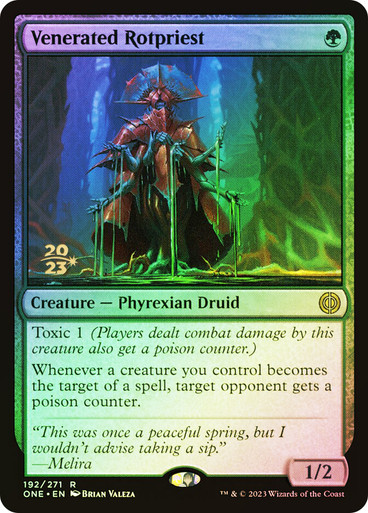 Venerated Rotpriest
20
23
Creature — Phyrexian Druid
Toxic 1 (Players dealt combat damage by this
creature also get a poison counter.)
Whenever a creature you control becomes
the target of a spell, target opponent gets a
poison counter.
“This was once a peaceful spring, but I
wouldn’t advise taking a sip.”
—Melira
1/2
192/271 R
ONE • EN Brian Valeza
™ & © 2023 Wizards of the Coast